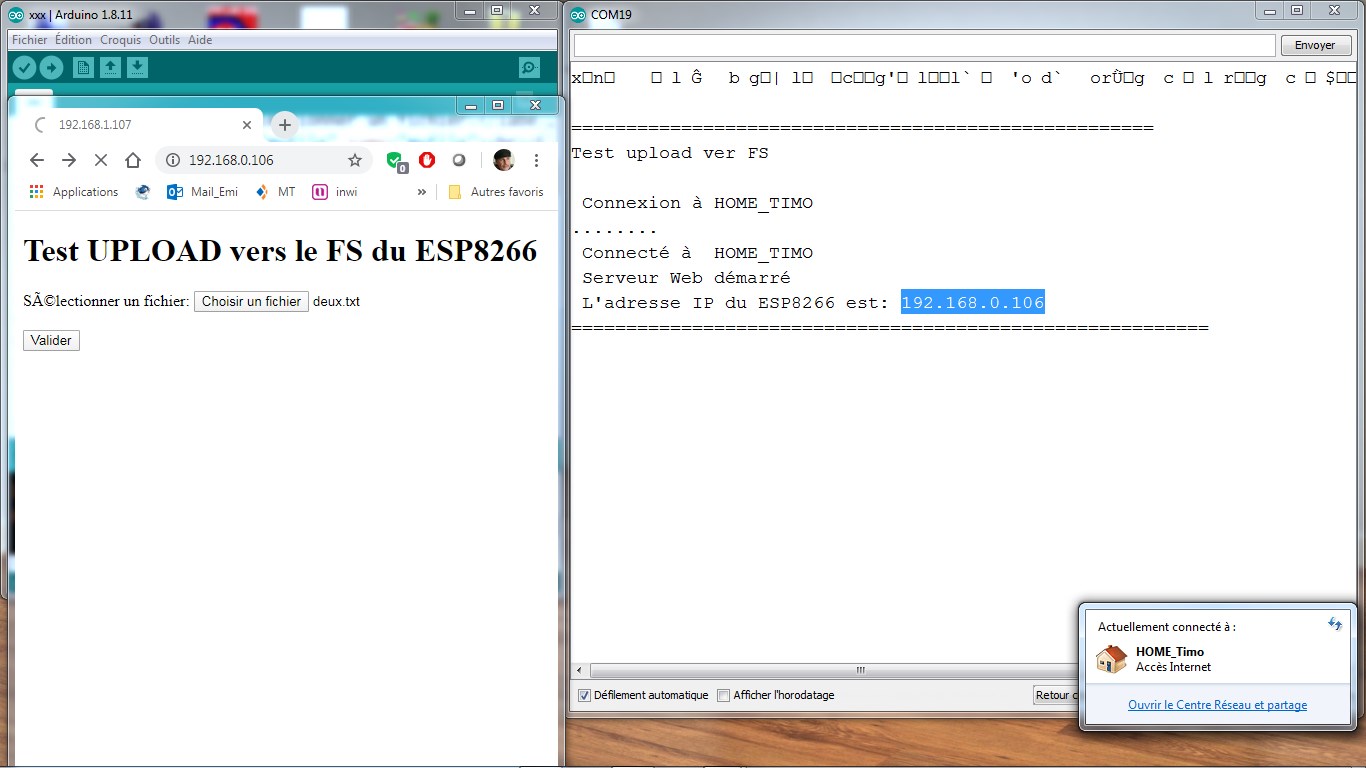 xxx | Arduino 1.8.11
Fichier Édition Croquis Outils Aide
192.168.1.107
192.168.0.106
0
Applications Mail_Emi MT inwi » Autres favoris
Test UPLOAD vers le FS du ESP8266
SÃ©lectionner un fichier: Choisir un fichier deux.txt
Valider
COM19
Envoyer
=====================================================
Test upload ver FS
Connexion à HOME_TIMO
........
Connecté à HOME_TIMO
Serveur Web démarré
L'adresse IP du ESP8266 est: 192.168.0.106
==========================================================
Défilement automatique Afficher l'horodatage Retour c
Actuellement connecté à :
HOME_Timo
Accès Internet
Ouvrir le Centre Réseau et partage